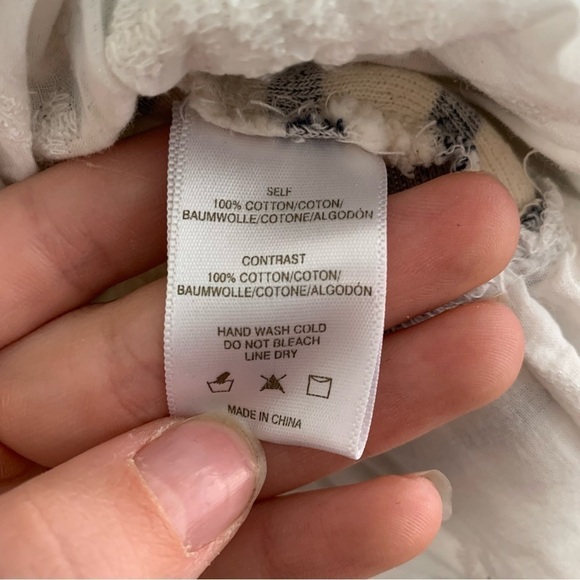 SELF
100% COTTON/COTON/
BAUMWOLLE/COTONE/ALGODÓN
CONTRAST
100% COTTON/COTON/
BAUMWOLLE/COTONE/ALGODÓN
HAND WASH COLD
DO NOT BLEACH
LINE DRY
MADE IN CHINA